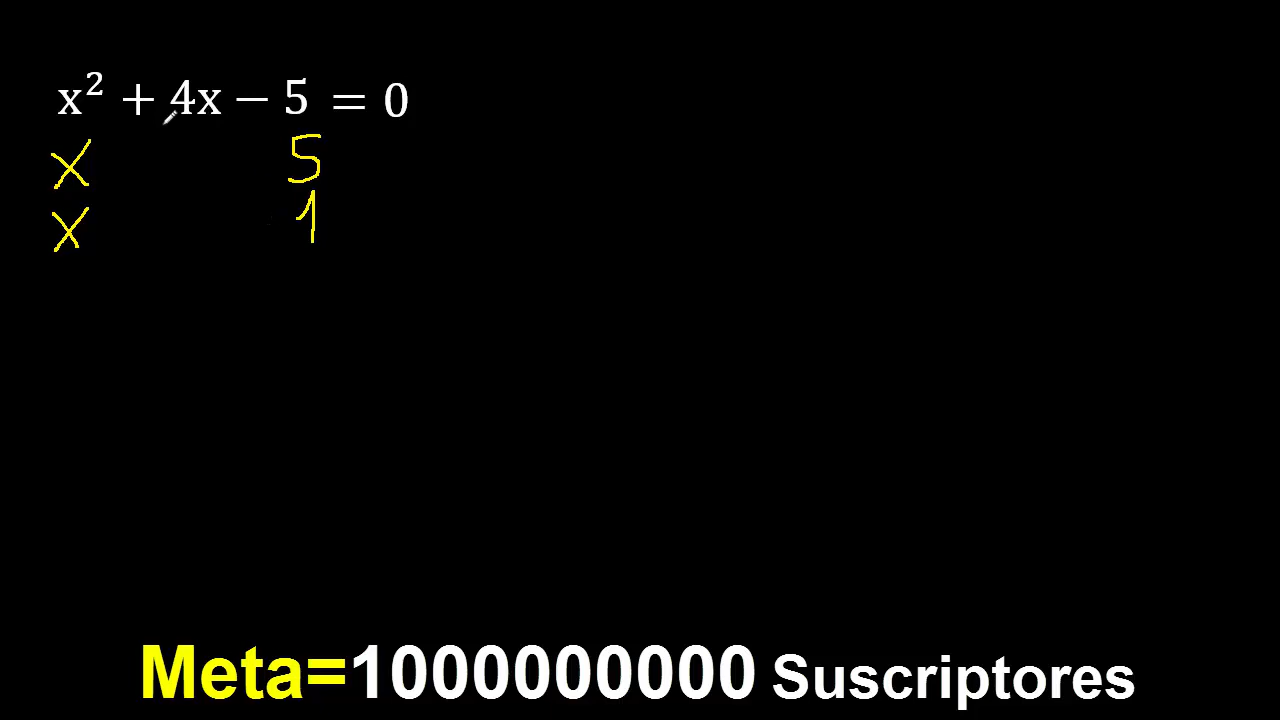 x² + 4x − 5 = 0
x 5
x 1
Meta=1000000000 Suscriptores